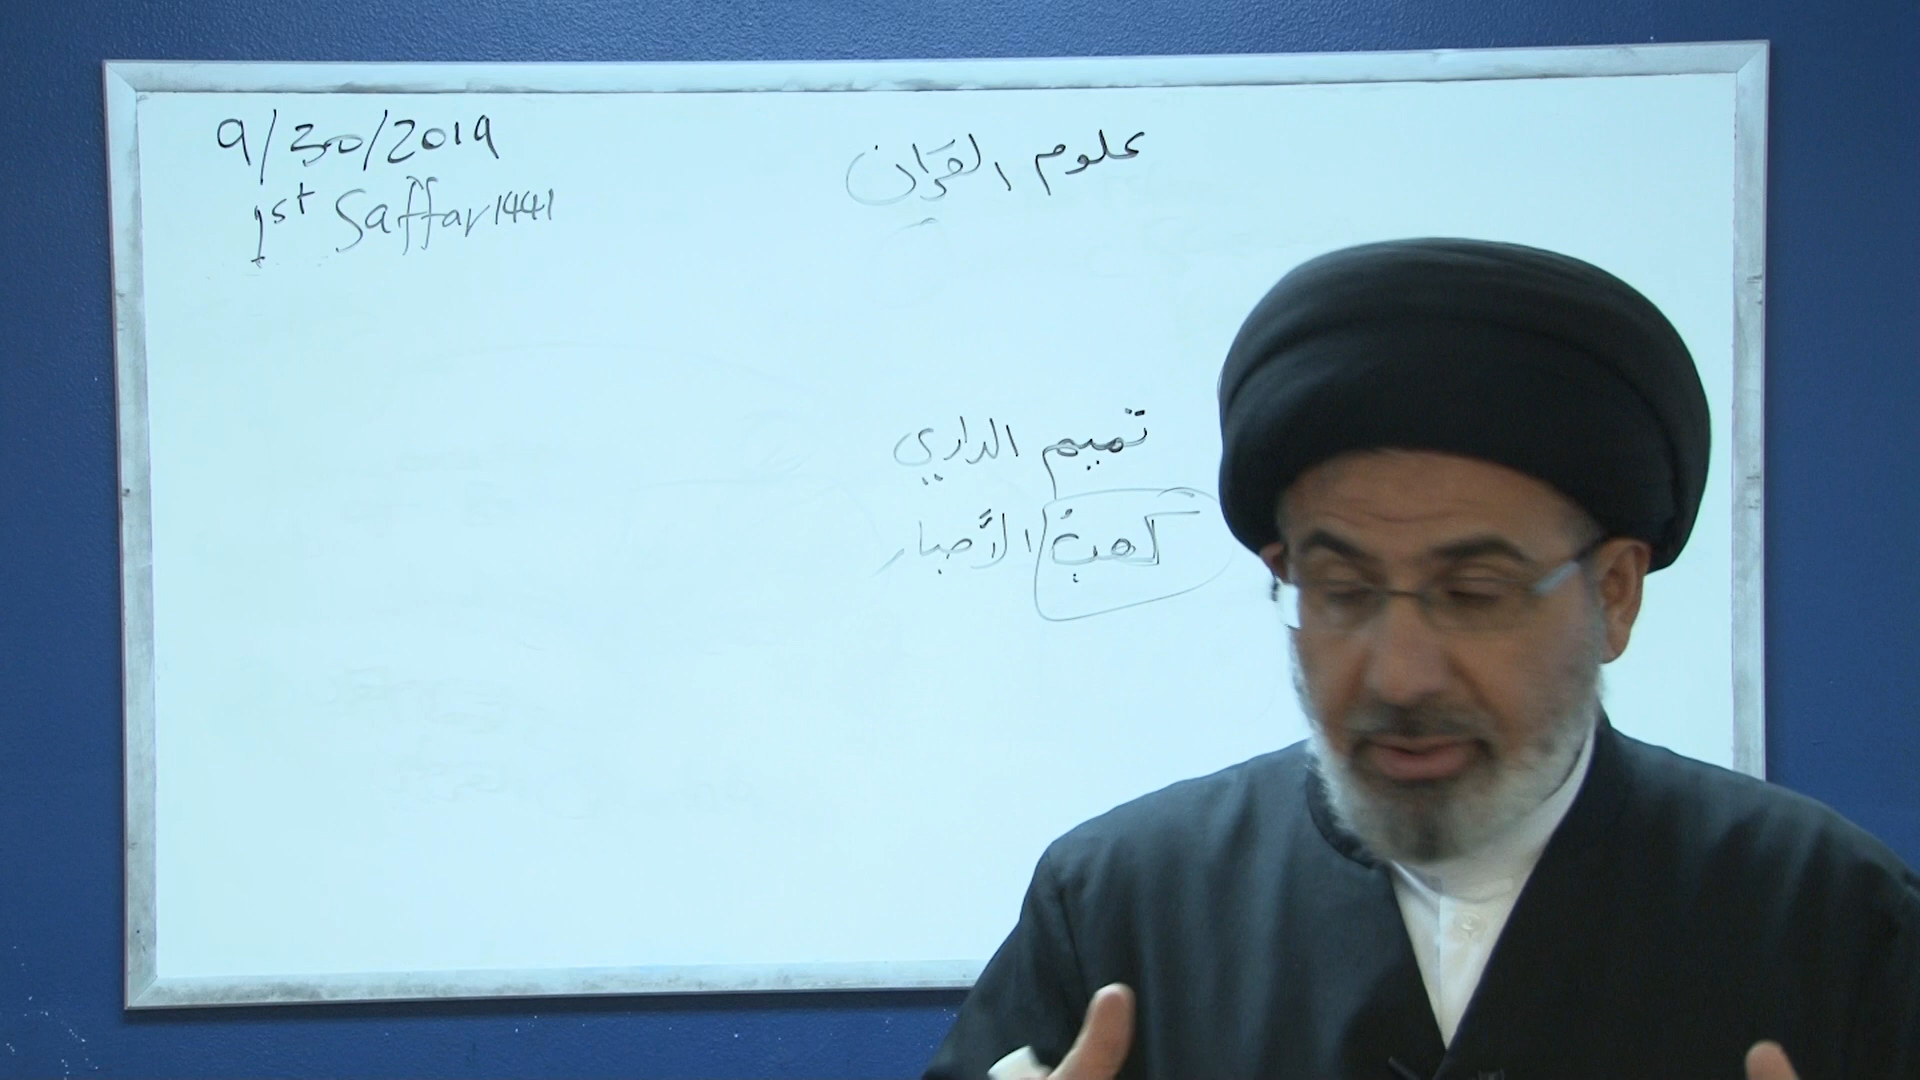 9/30/2019
1st Saffar 1441
علوم القرآن
تميم الداري
كعبُ الأحبار